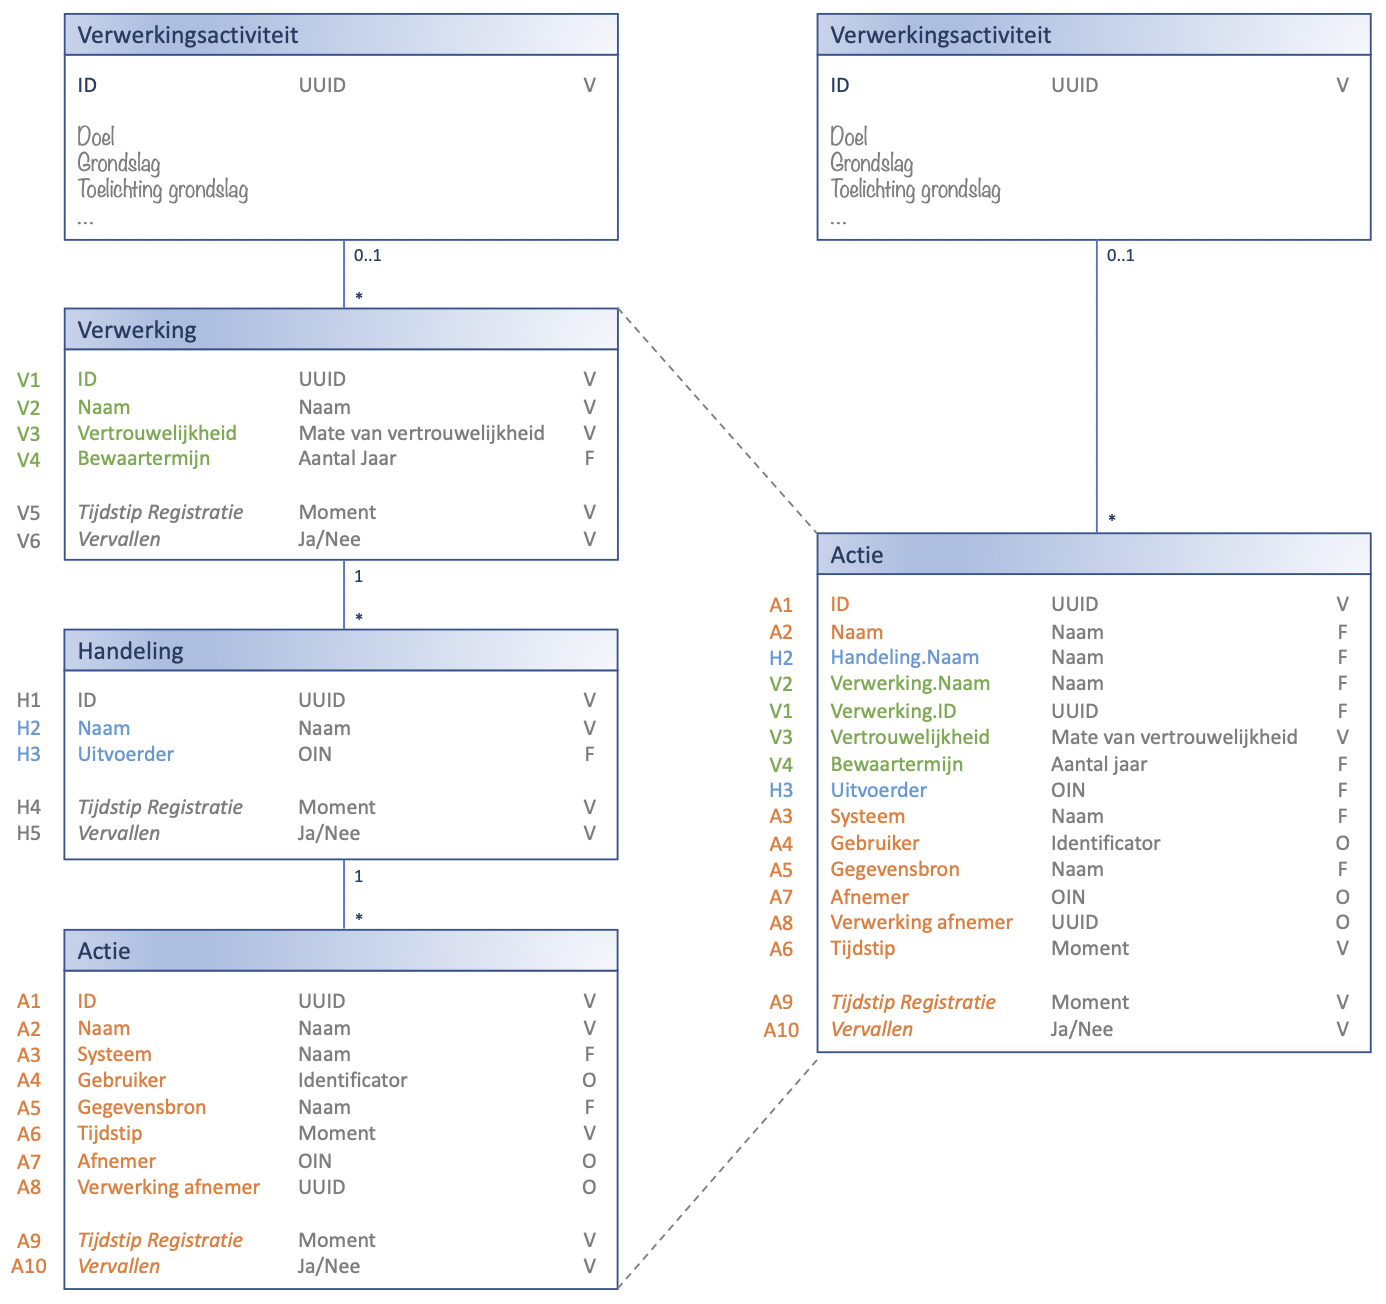 Verwerkingsactiviteit
ID UUID V
Doel
Grondslag
Toelichting grondslag
...
0..1
*
Verwerking
V1 ID UUID V
V2 Naam Naam V
V3 Vertrouwelijkheid Mate van vertrouwelijkheid V
V4 Bewaartermijn Aantal Jaar F
V5 Tijdstip Registratie Moment V
V6 Vervallen Ja/Nee V
1
*
Handeling
H1 ID UUID V
H2 Naam Naam V
H3 Uitvoerder OIN F
H4 Tijdstip Registratie Moment V
H5 Vervallen Ja/Nee V
1
*
Actie
A1 ID UUID V
A2 Naam Naam V
A3 Systeem Naam F
A4 Gebruiker Identificator O
A5 Gegevensbron Naam F
A6 Tijdstip Moment V
A7 Afnemer OIN O
A8 Verwerking afnemer UUID O
A9 Tijdstip Registratie Moment V
A10 Vervallen Ja/Nee V
Verwerkingsactiviteit
ID UUID V
Doel
Grondslag
Toelichting grondslag
...
0..1
*
Actie
A1 ID UUID V
A2 Naam Naam F
H2 Handeling.Naam Naam F
V2 Verwerking.Naam Naam F
V1 Verwerking.ID UUID F
V3 Vertrouwelijkheid Mate van vertrouwelijkheid V
V4 Bewaartermijn Aantal jaar F
H3 Uitvoerder OIN F
A3 Systeem Naam F
A4 Gebruiker Identificator O
A5 Gegevensbron Naam F
A7 Afnemer OIN O
A8 Verwerking afnemer UUID O
A6 Tijdstip Moment V
A9 Tijdstip Registratie Moment V
A10 Vervallen Ja/Nee V